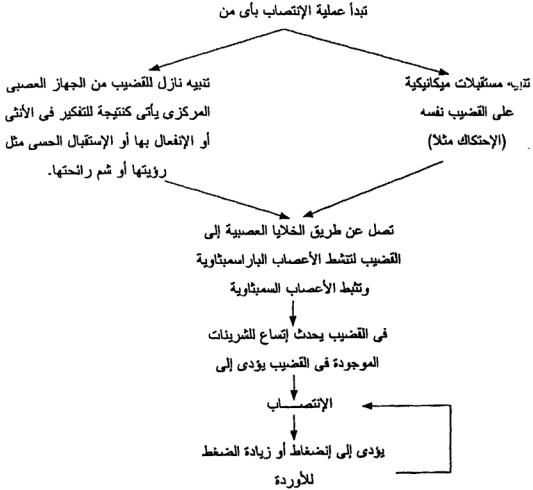 تبدأ عملية الإنتصاب بأى من
تنبيه مستقبلات ميكانيكية
على القضيب نفسه
(الإحتكاك مثلاً)
تنبيه نازل للقضيب من الجهاز العصبى
المركزى يأتى كنتيجة للتفكير فى الأنثى
أو الإنفعال بها أو الإستقبال الحسى مثل
رؤيتها أو شم رائحتها.
تصل عن طريق الخلايا العصبية إلى
القضيب لتنشط الأعصاب الباراسمبثاوية
وتثبط الأعصاب السمبثاوية
فى القضيب يحدث إتساع للشرينات
الموجودة فى القضيب يؤدى إلى
الإنتصـــاب
يؤدى إلى إنضغاط أو زيادة الضغط
للأوردة